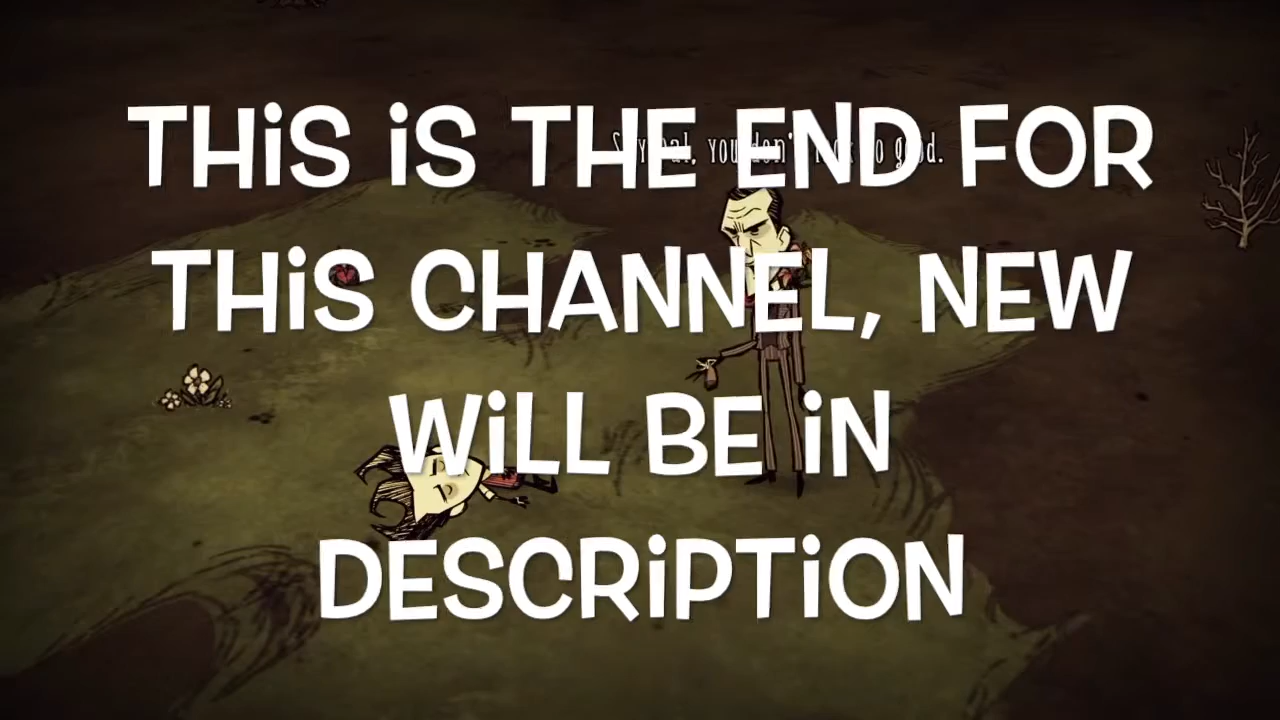 THIS IS THE END FOR
THIS CHANNEL, NEW
WILL BE IN
DESCRIPTION